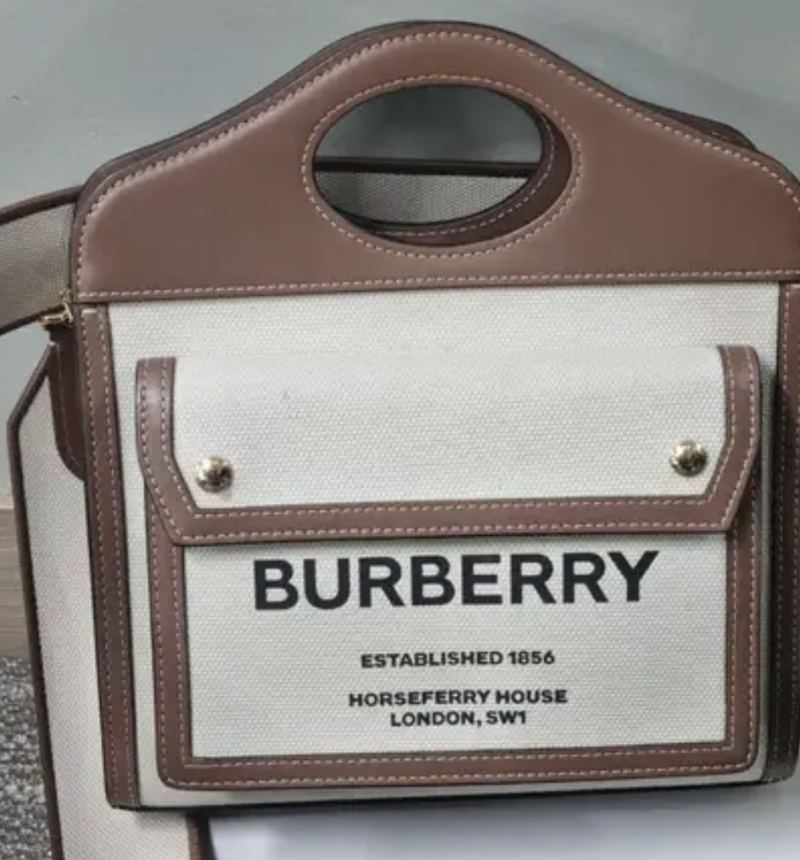 BURBERRY
ESTABLISHED 1856
HORSEFERRY HOUSE
LONDON, SW1